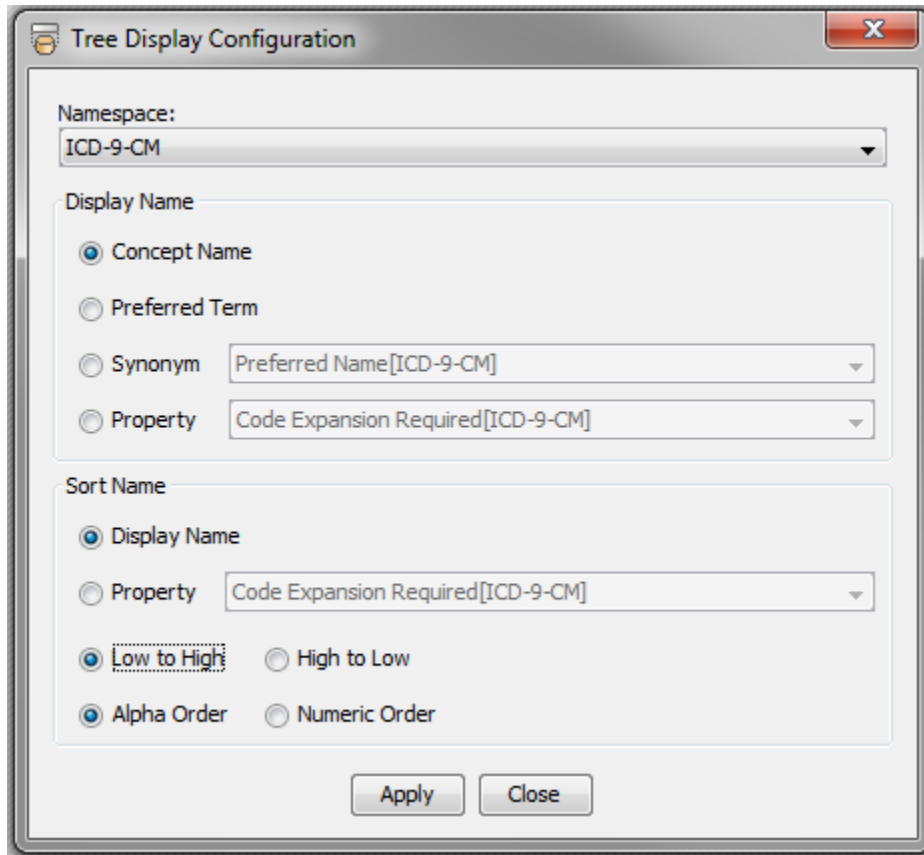 Tree Display Configuration
Namespace:
ICD-9-CM
Display Name
Concept Name
Preferred Term
Synonym Preferred Name[ICD-9-CM]
Property Code Expansion Required[ICD-9-CM]
Sort Name
Display Name
Property Code Expansion Required[ICD-9-CM]
Low to High High to Low
Alpha Order Numeric Order
Apply Close